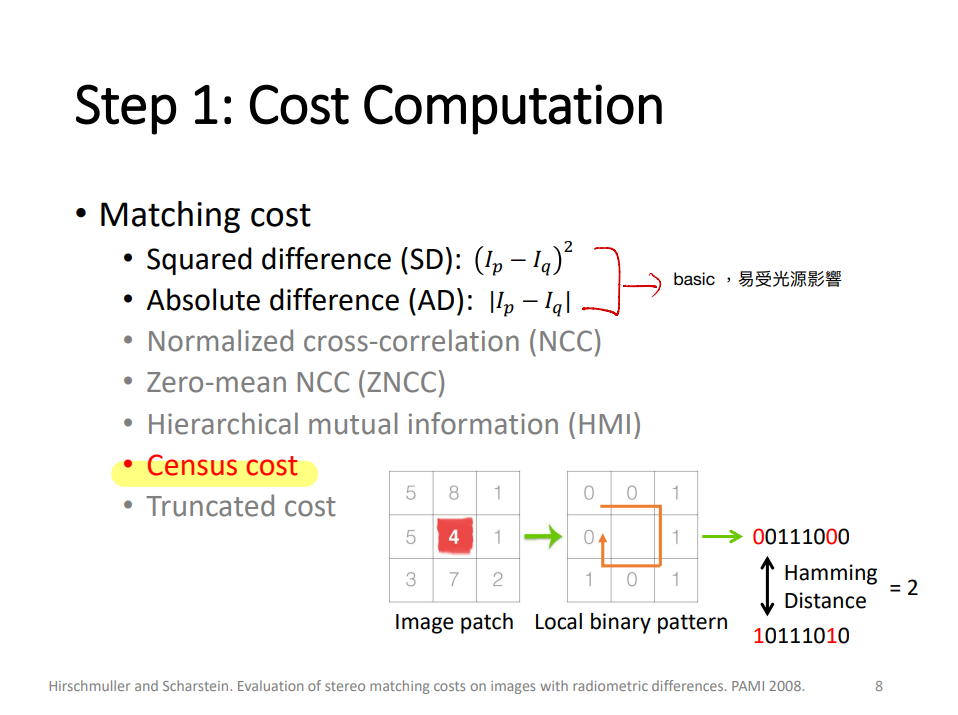 Step 1: Cost Computation
• Matching cost
• Squared difference (SD): (I_p − I_q)^2
• Absolute difference (AD): |I_p − I_q|
basic ，易受光源影響
• Normalized cross-correlation (NCC)
• Zero-mean NCC (ZNCC)
• Hierarchical mutual information (HMI)
• Census cost
• Truncated cost
5 8 1
5 4 1
3 7 2
Image patch
0 0 1
0 1
1 0 1
Local binary pattern
00111000
Hamming
Distance
= 2
10111010
Hirschmuller and Scharstein. Evaluation of stereo matching costs on images with radiometric differences. PAMI 2008.
8